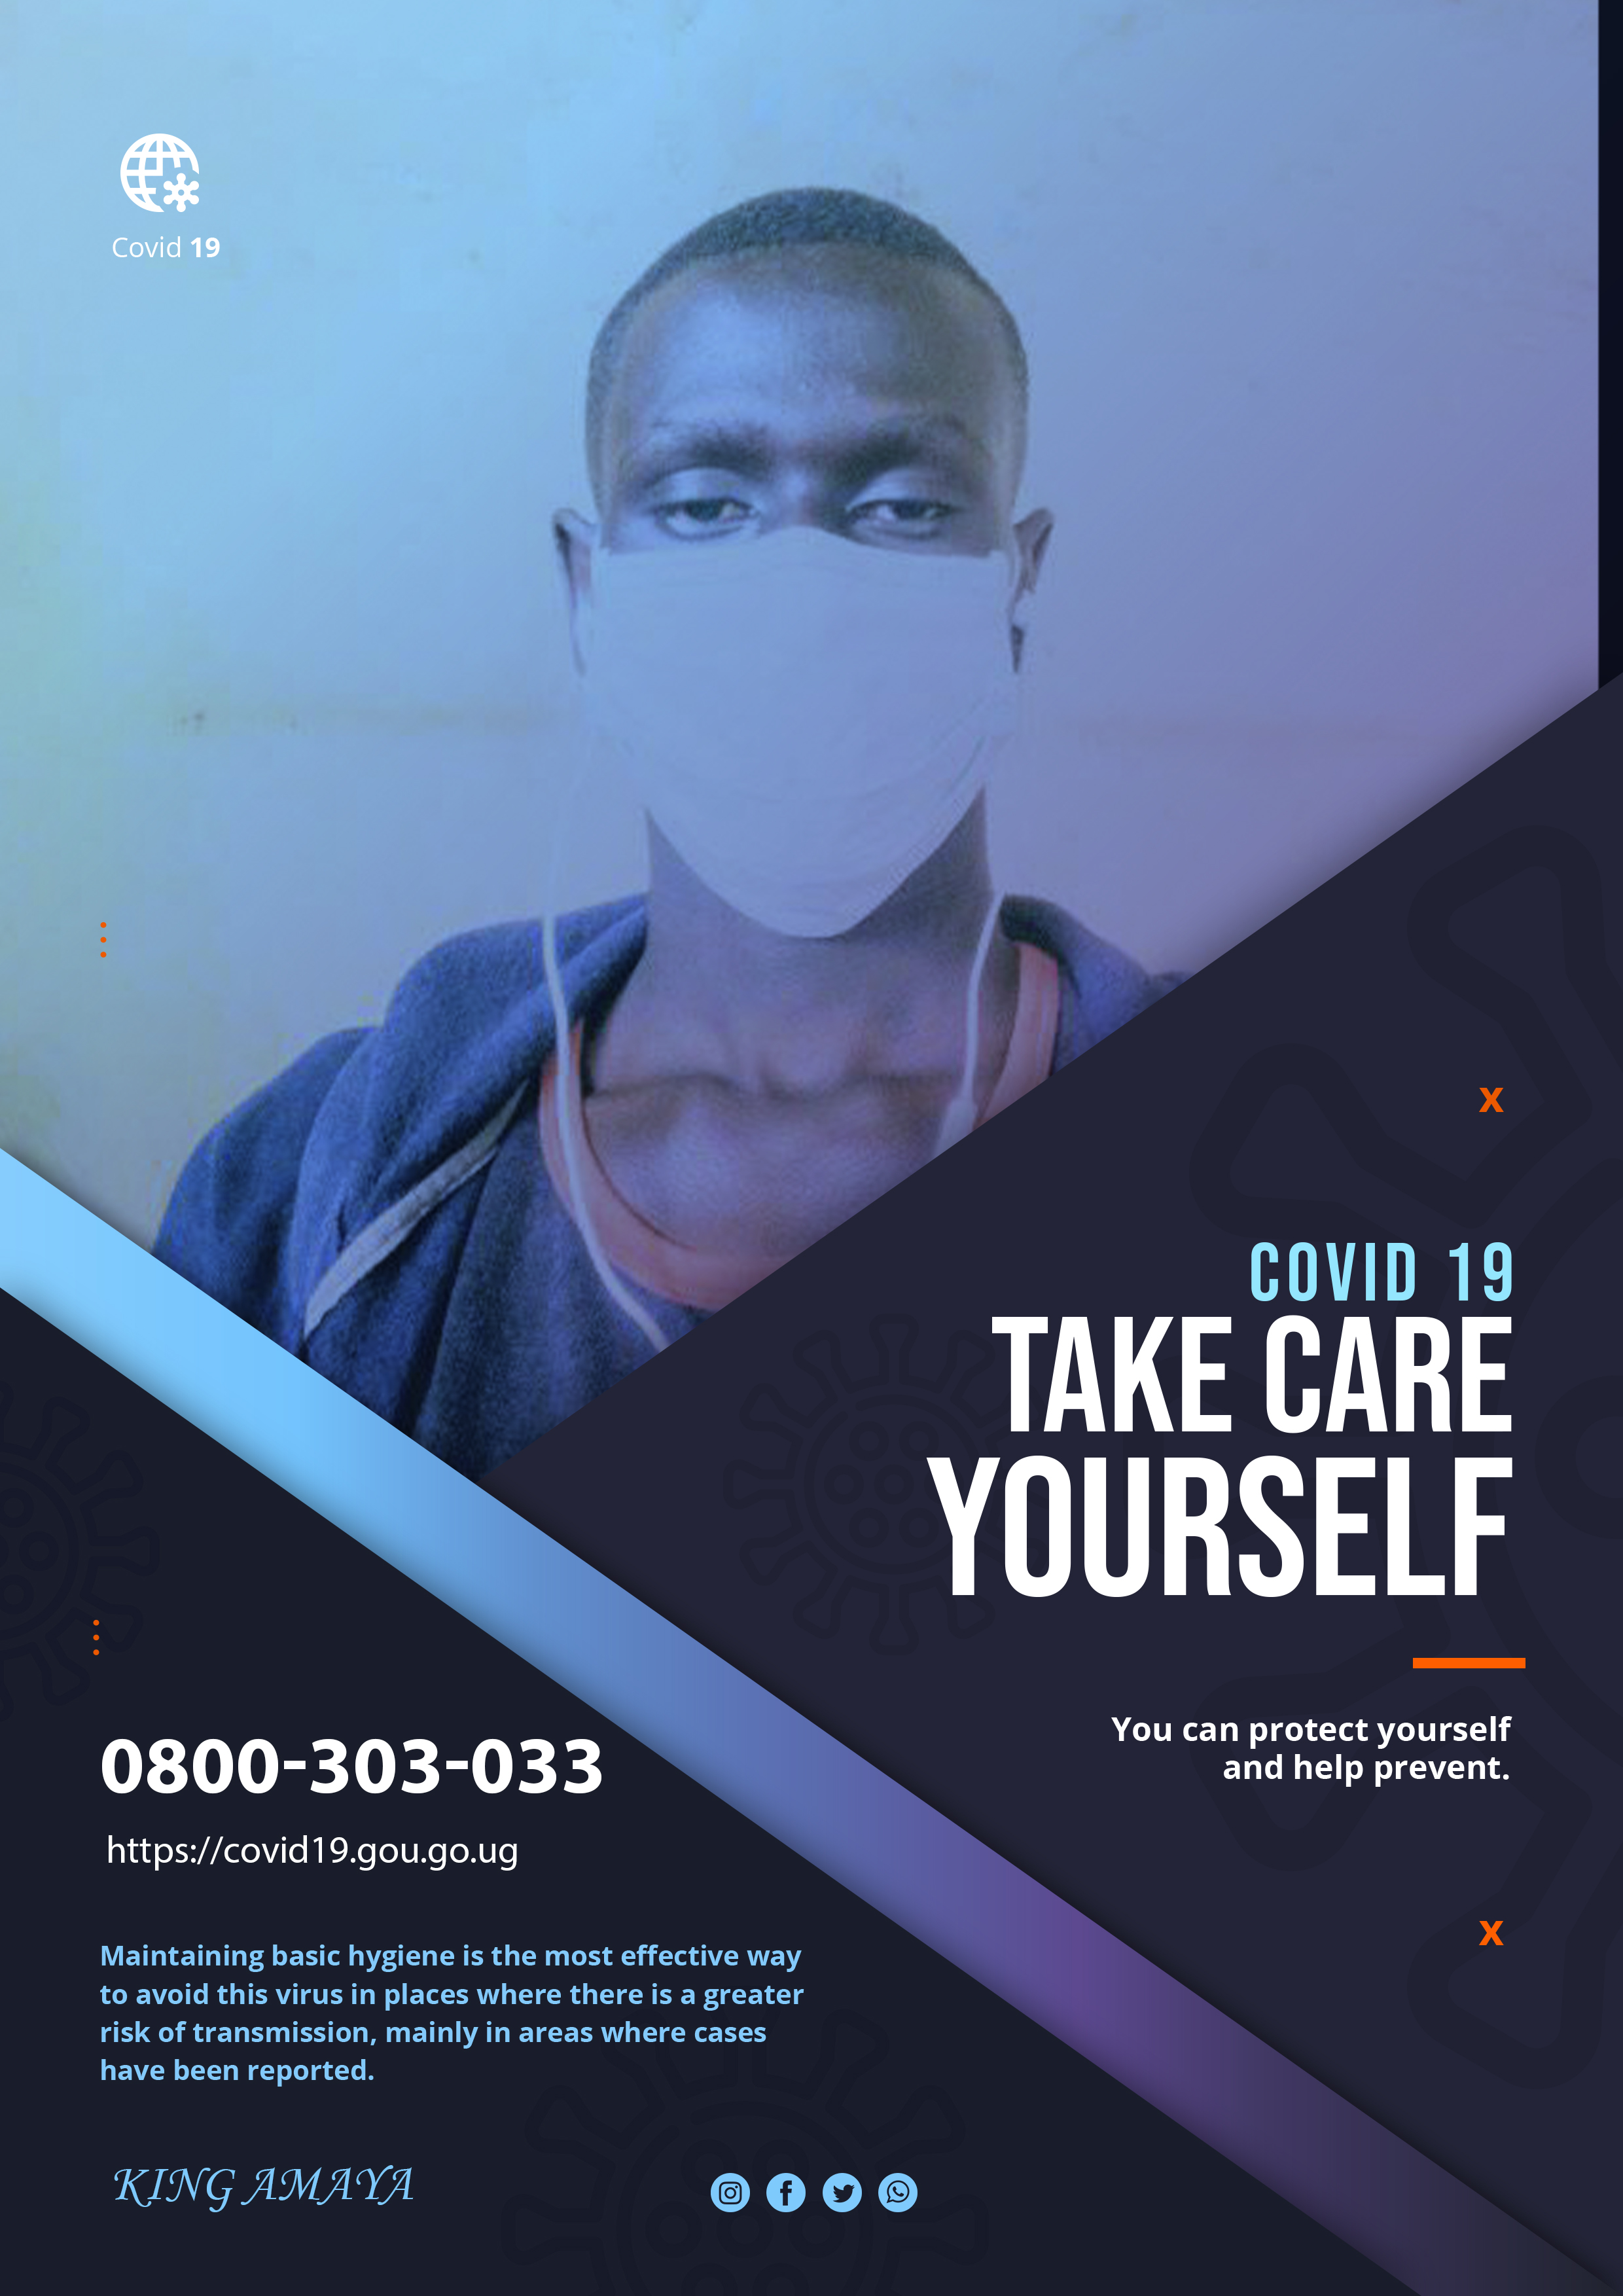 Covid 19
x
COVID 19
TAKE CARE
YOURSELF
You can protect yourself
and help prevent.
x
0800-303-033
https://covid19.gou.go.ug
Maintaining basic hygiene is the most effective way
to avoid this virus in places where there is a greater
risk of transmission, mainly in areas where cases
have been reported.
KING AMAYA